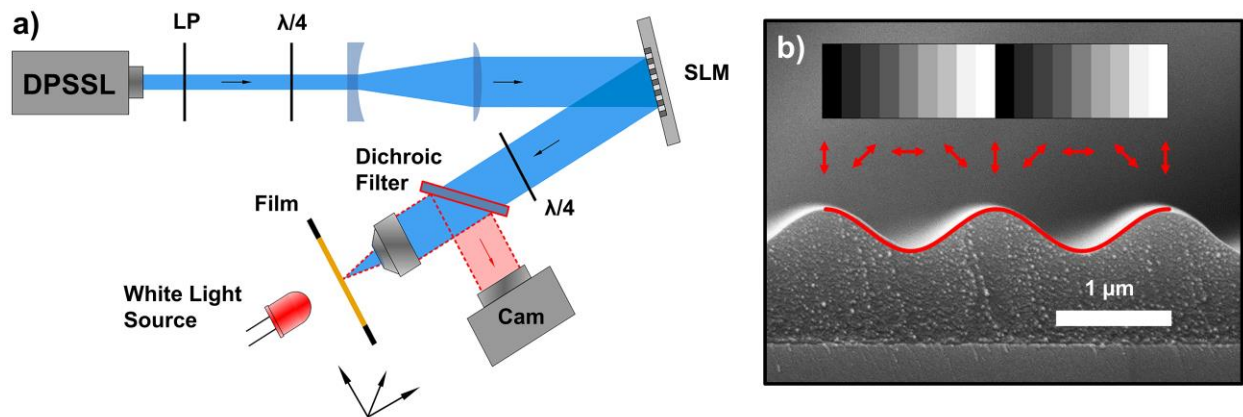 a)
LP
λ/4
DPSSL
SLM
Dichroic
Filter
λ/4
Film
White Light
Source
Cam
b)
1 μm